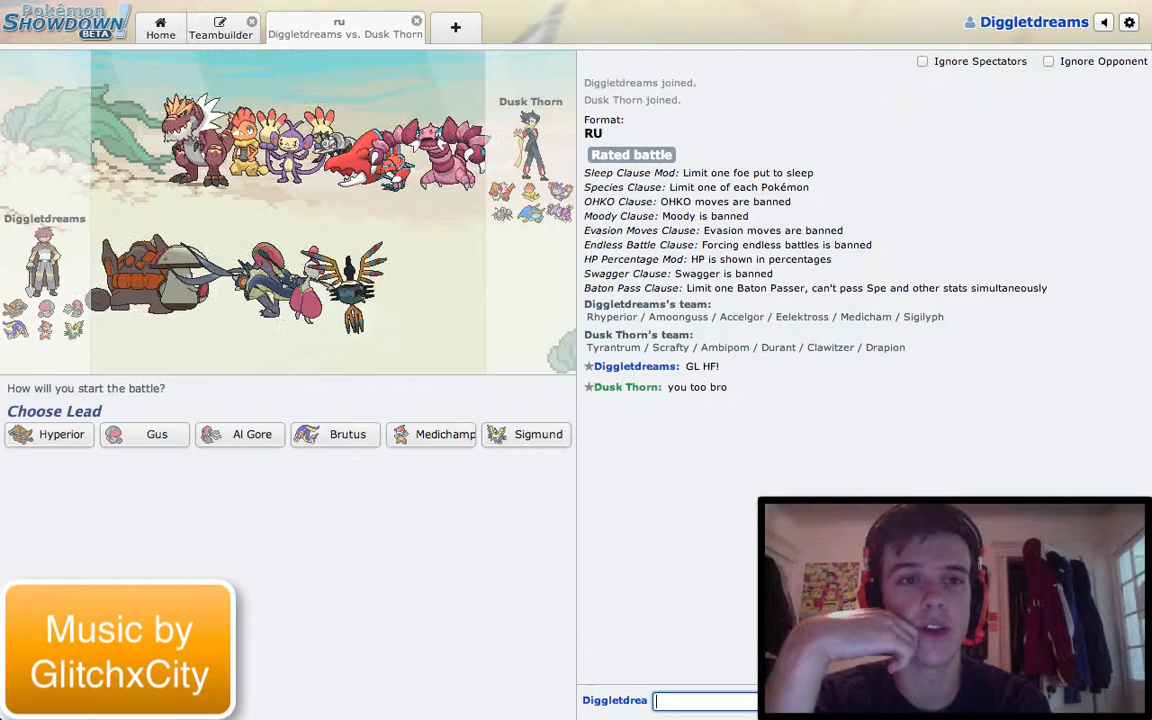 Pokémon
SHOWDOWN!
BETA
Home
Teambuilder
ru
Diggletdreams vs. Dusk Thorn
+
Diggletdreams
Ignore Spectators
Ignore Opponent
Dusk Thorn
Diggletdreams
Diggletdreams joined.
Dusk Thorn joined.
Format:
RU
Rated battle
Sleep Clause Mod: Limit one foe put to sleep
Species Clause: Limit one of each Pokémon
OHKO Clause: OHKO moves are banned
Moody Clause: Moody is banned
Evasion Moves Clause: Evasion moves are banned
Endless Battle Clause: Forcing endless battles is banned
HP Percentage Mod: HP is shown in percentages
Swagger Clause: Swagger is banned
Baton Pass Clause: Limit one Baton Passer, can't pass Spe and other stats simultaneously
Diggletdreams's team:
Rhyperior / Amoonguss / Accelgor / Eelektross / Medicham / Sigilyph
Dusk Thorn's team:
Tyrantrum / Scrafty / Ambipom / Durant / Clawitzer / Drapion
★Diggletdreams: GL HF!
★Dusk Thorn: you too bro
How will you start the battle?
Choose Lead
Hyperior
Gus
Al Gore
Brutus
Medichamp
Sigmund
Music by
GlitchxCity
Diggletdrea